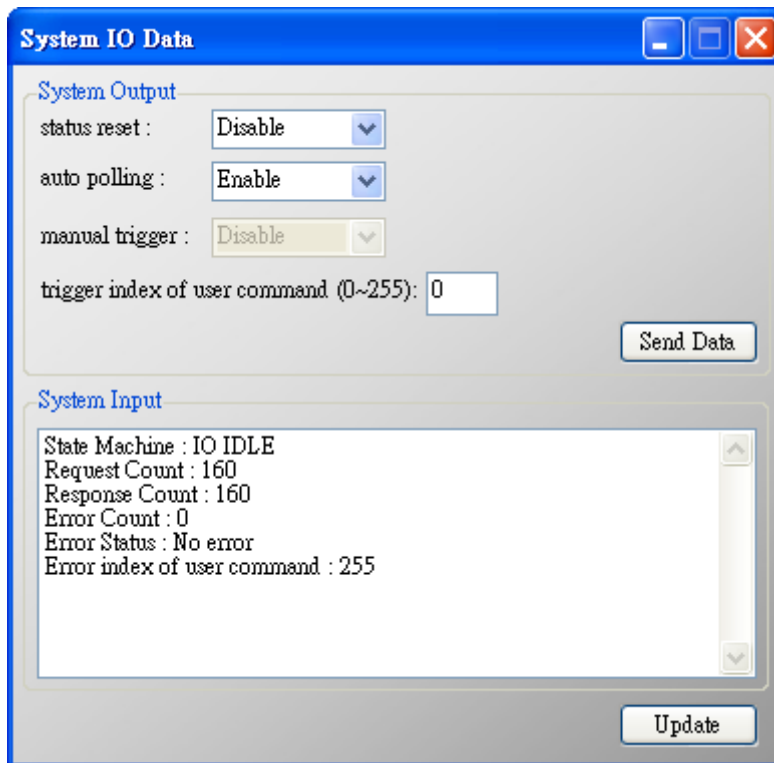 System IO Data
System Output
status reset : Disable
auto polling : Enable
manual trigger : Disable
trigger index of user command (0~255): 0
Send Data
System Input
State Machine : IO IDLE
Request Count : 160
Response Count : 160
Error Count : 0
Error Status : No error
Error index of user command : 255
Update